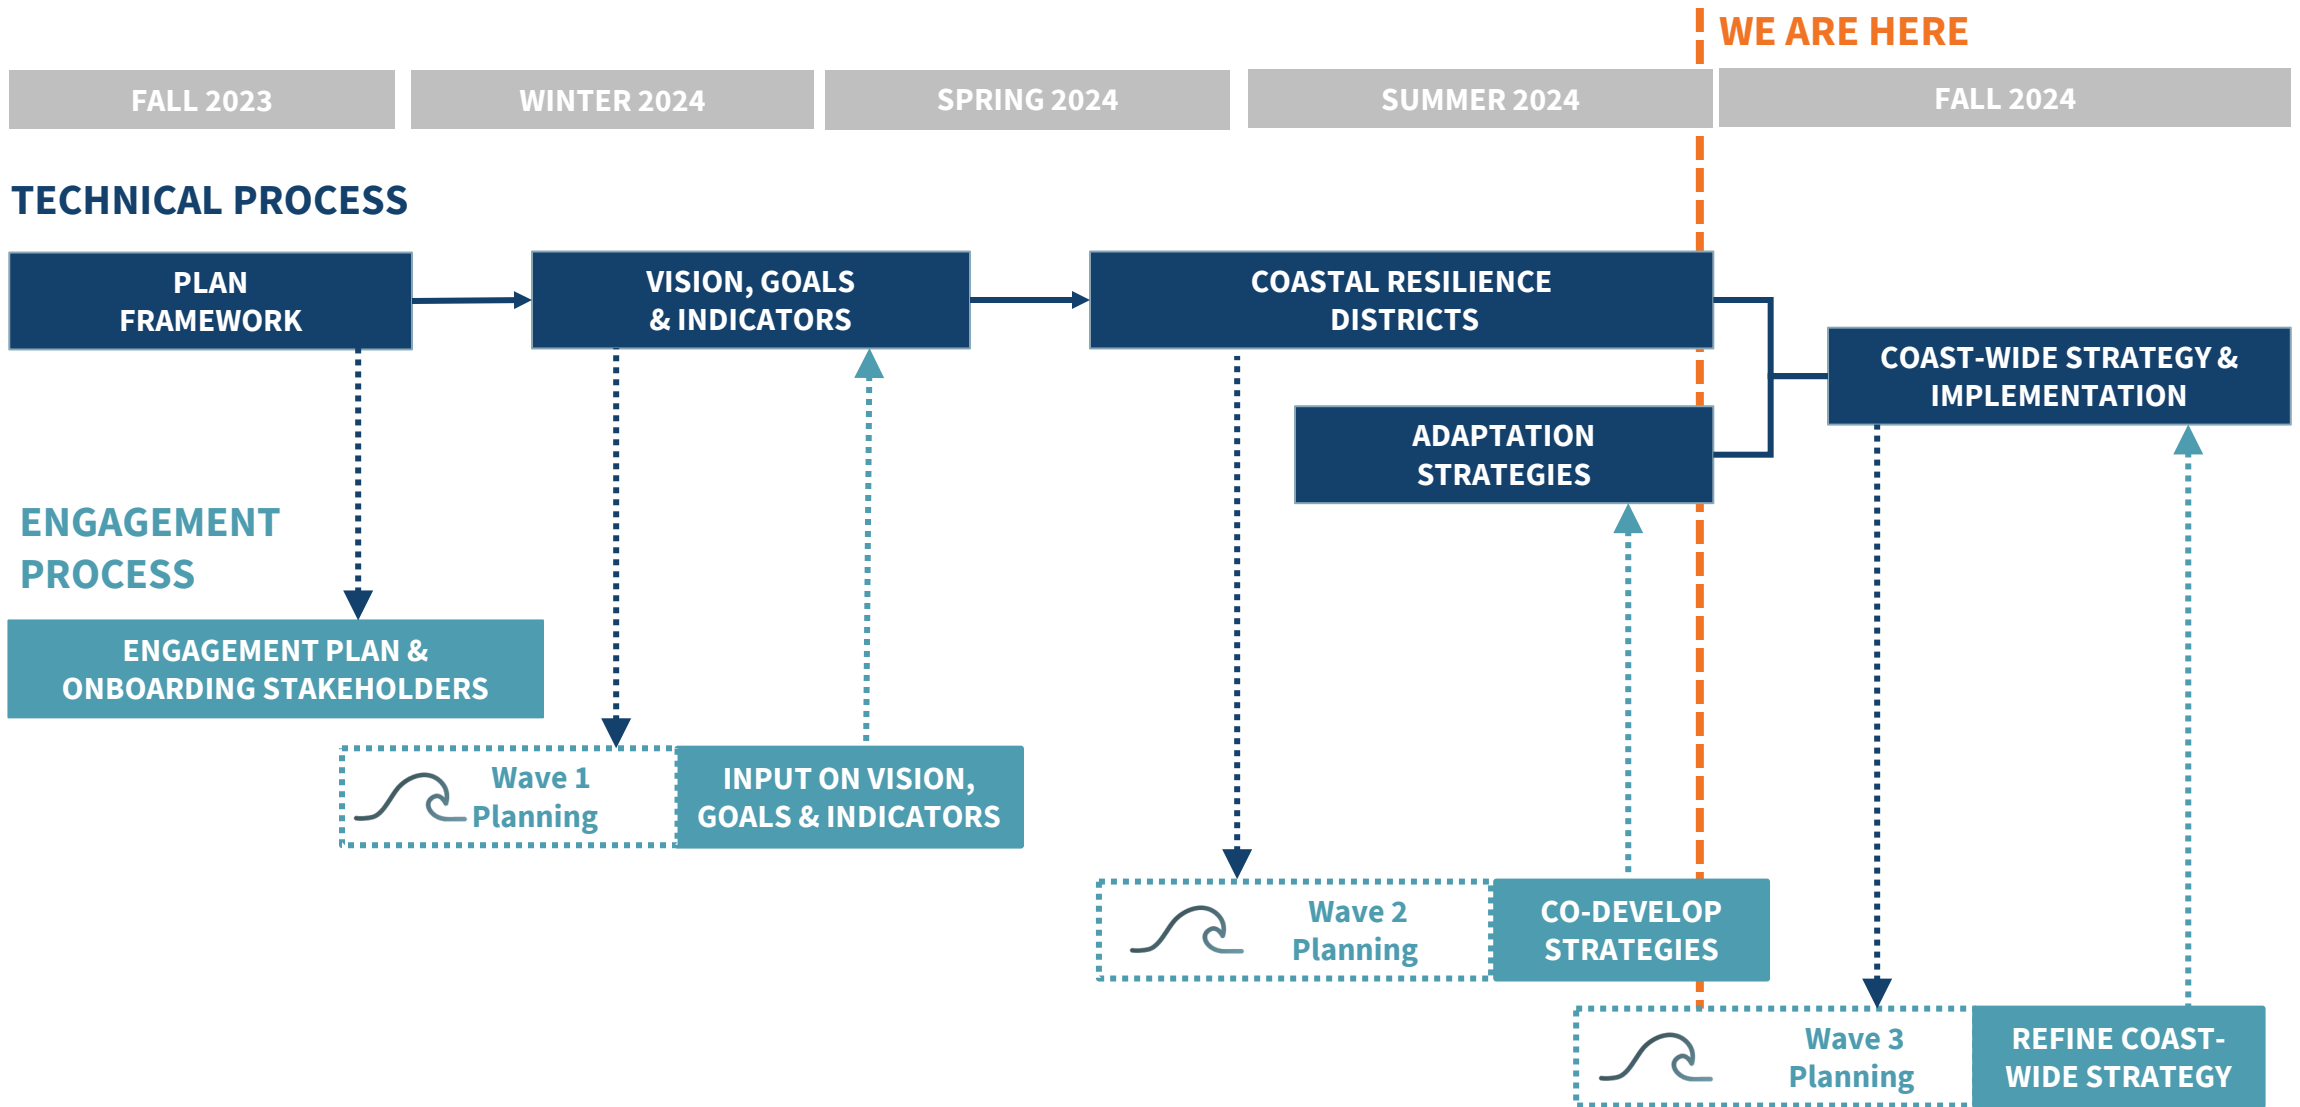 WE ARE HERE
FALL 2023
WINTER 2024
SPRING 2024
SUMMER 2024
FALL 2024
TECHNICAL PROCESS
PLAN
FRAMEWORK
VISION, GOALS
& INDICATORS
COASTAL RESILIENCE
DISTRICTS
COAST-WIDE STRATEGY &
IMPLEMENTATION
ADAPTATION
STRATEGIES
ENGAGEMENT
PROCESS
ENGAGEMENT PLAN &
ONBOARDING STAKEHOLDERS
Wave 1
Planning
INPUT ON VISION,
GOALS & INDICATORS
Wave 2
Planning
CO-DEVELOP
STRATEGIES
Wave 3
Planning
REFINE COAST-
WIDE STRATEGY